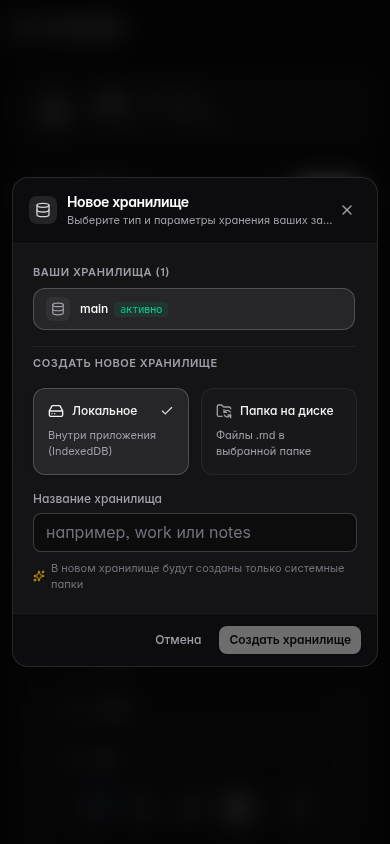 Новое хранилище
Выберите тип и параметры хранения ваших за...
ВАШИ ХРАНИЛИЩА (1)
main активно
СОЗДАТЬ НОВОЕ ХРАНИЛИЩЕ
Локальное
Внутри приложения
(IndexedDB)
Папка на диске
Файлы .md в
выбранной папке
Название хранилища
например, work или notes
В новом хранилище будут созданы только системные
папки
Отмена Создать хранилище